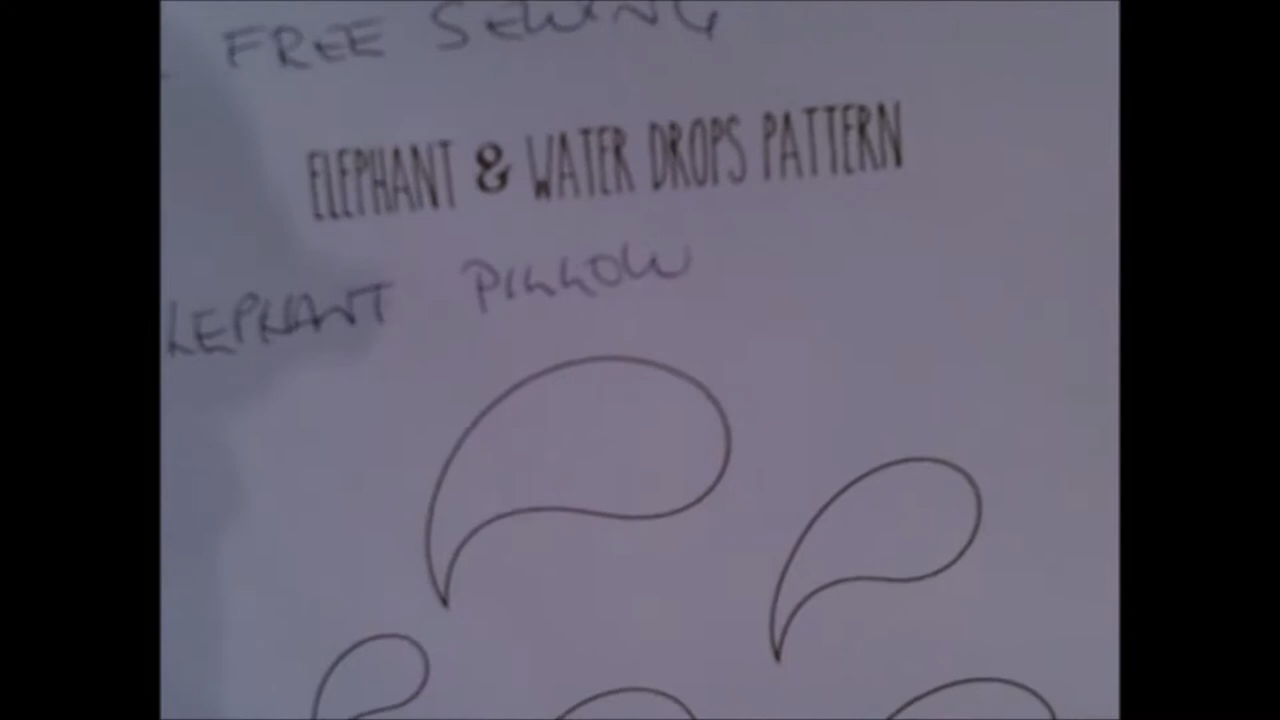 FREE SEWING
ELEPHANT & WATER DROPS PATTERN
LEPHANT PILLOW